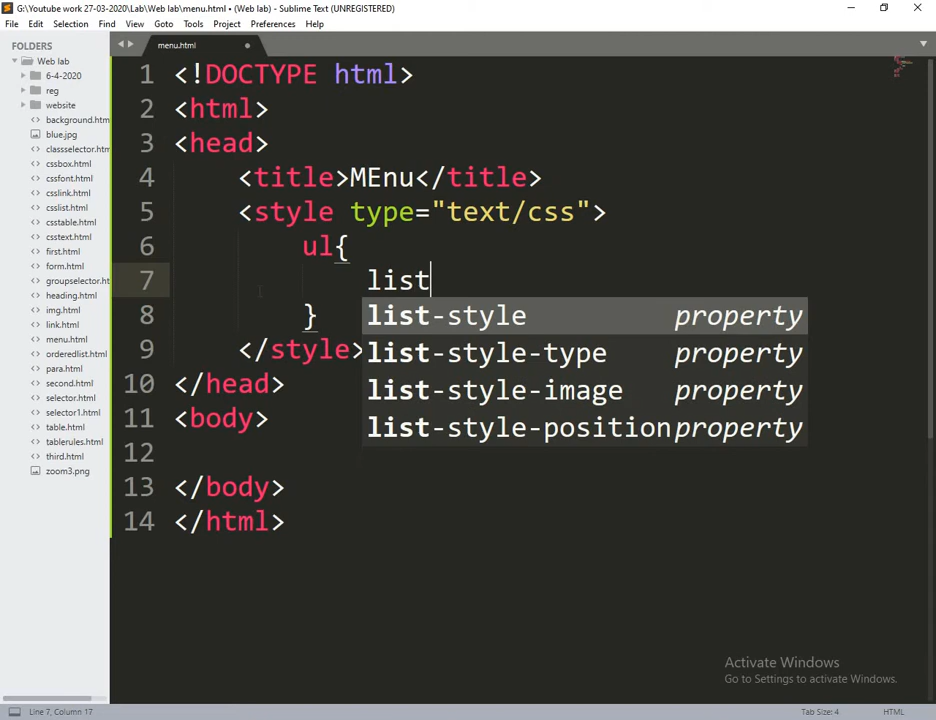 G:\Youtube work 27-03-2020\Lab\Web lab\menu.html • (Web lab) - Sublime Text (UNREGISTERED)
File Edit Selection Find View Goto Tools Project Preferences Help
FOLDERS
Web lab
6-4-2020
reg
website
background.htm
blue.jpg
classselector.html
cssbox.html
cssfont.html
csslink.html
csslist.html
csstable.html
csstext.html
first.html
form.html
groupselector.ht
heading.html
img.html
link.html
menu.html
orderedlist.html
para.html
second.html
selector.html
selector1.html
table.html
tablerules.html
third.html
zoom3.png
menu.html
1 <!DOCTYPE html>
2 <html>
3 <head>
4 <title>MEnu</title>
5 <style type="text/css">
6 ul{
7 list
8 }
9 </style>
10 </head>
11 <body>
12
13 </body>
14 </html>
list-style property
list-style-type property
list-style-image property
list-style-position property
Activate Windows
Go to Settings to activate Windows.
Line 7, Column 17
Tab Size: 4
HTML